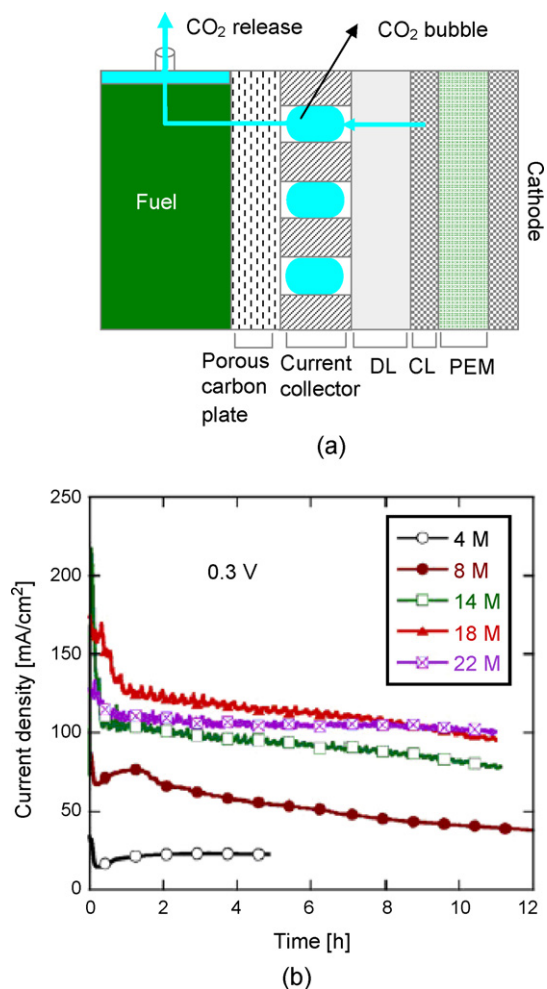 CO₂ release
CO₂ bubble
Fuel
Cathode
Porous carbon plate
Current collector
DL
CL
PEM
(a)
250
200
150
100
50
0
Current density [mA/cm²]
0.3 V
4 M
8 M
14 M
18 M
22 M
0 2 4 6 8 10 12
Time [h]
(b)